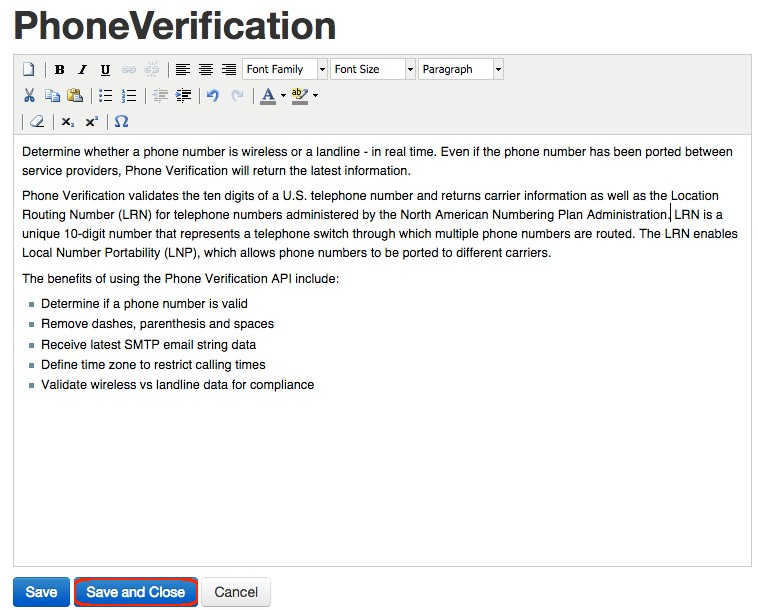 PhoneVerification
B I U Font Family Font Size Paragraph
A ab
x₂ x² Ω
Determine whether a phone number is wireless or a landline - in real time. Even if the phone number has been ported between
service providers, Phone Verification will return the latest information.
Phone Verification validates the ten digits of a U.S. telephone number and returns carrier information as well as the Location
Routing Number (LRN) for telephone numbers administered by the North American Numbering Plan Administration. LRN is a
unique 10-digit number that represents a telephone switch through which multiple phone numbers are routed. The LRN enables
Local Number Portability (LNP), which allows phone numbers to be ported to different carriers.
The benefits of using the Phone Verification API include:
Determine if a phone number is valid
Remove dashes, parenthesis and spaces
Receive latest SMTP email string data
Define time zone to restrict calling times
Validate wireless vs landline data for compliance
Save Save and Close Cancel